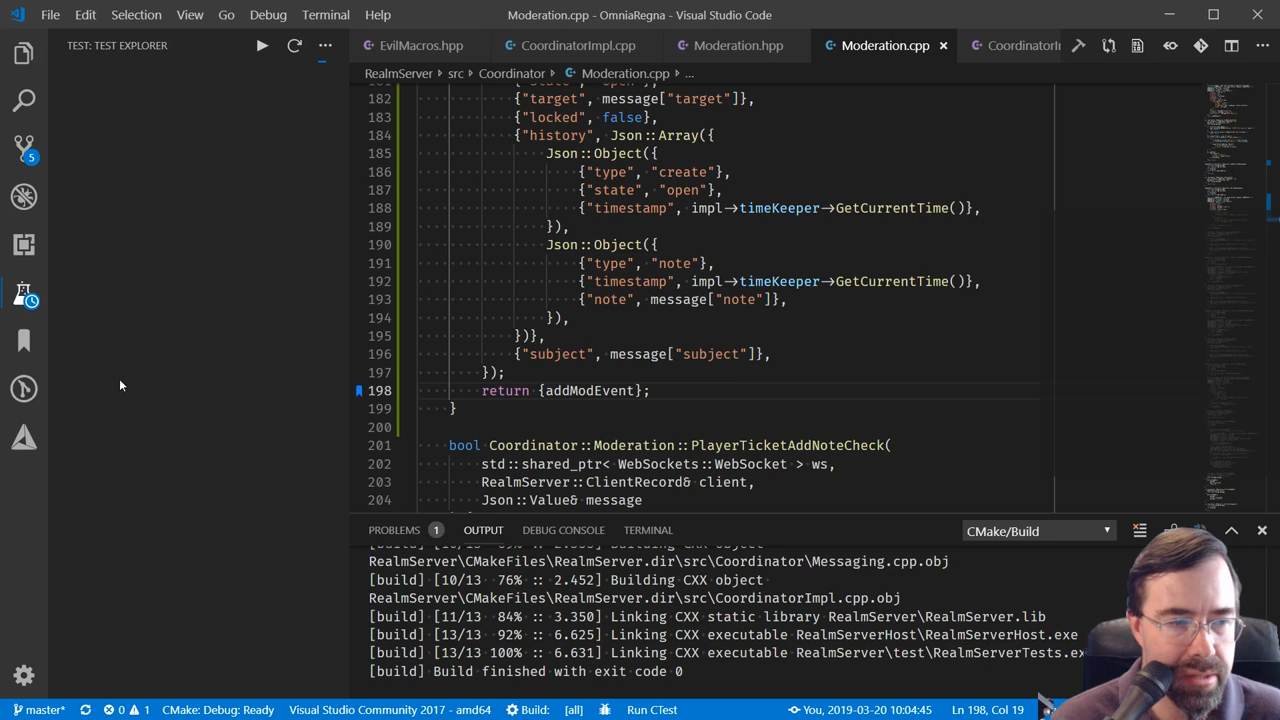 File Edit Selection View Go Debug Terminal Help Moderation.cpp - OmniaRegna - Visual Studio Code
TEST: TEST EXPLORER
EvilMacros.hpp CoordinatorImpl.cpp Moderation.hpp Moderation.cpp
RealmServer › src › Coordinator › Moderation.cpp › ...
182 {"target", message["target"]},
183 {"locked", false},
184 {"history", Json::Array({
185 Json::Object({
186 {"type", "create"},
187 {"state", "open"},
188 {"timestamp", impl->timeKeeper->GetCurrentTime()},
189 }),
190 Json::Object({
191 {"type", "note"},
192 {"timestamp", impl->timeKeeper->GetCurrentTime()},
193 {"note", message["note"]},
194 }),
195 })},
196 {"subject", message["subject"]},
197 });
198 return {addModEvent};
199 }
200
201 bool Coordinator::Moderation::PlayerTicketAddNoteCheck(
202 std::shared_ptr< WebSockets::WebSocket > ws,
203 RealmServer::ClientRecord& client,
204 Json::Value& message
5
PROBLEMS 1 OUTPUT DEBUG CONSOLE TERMINAL CMake/Build
RealmServer\CMakeFiles\RealmServer.dir\src\Coordinator\Messaging.cpp.obj
[build] [10/13 76% :: 2.452] Building CXX object
RealmServer\CMakeFiles\RealmServer.dir\src\CoordinatorImpl.cpp.obj
[build] [11/13 84% :: 3.350] Linking CXX static library RealmServer\RealmServer.lib
[build] [13/13 92% :: 6.625] Linking CXX executable RealmServerHost\RealmServerHost.exe
[build] [13/13 100% :: 6.631] Linking CXX executable RealmServer\test\RealmServerTests.exe
[build] Build finished with exit code 0
master* 0 1 CMake: Debug: Ready Visual Studio Community 2017 - amd64 Build: [all] Run CTest You, 2019-03-20 10:04:45 Ln 198, Col 19